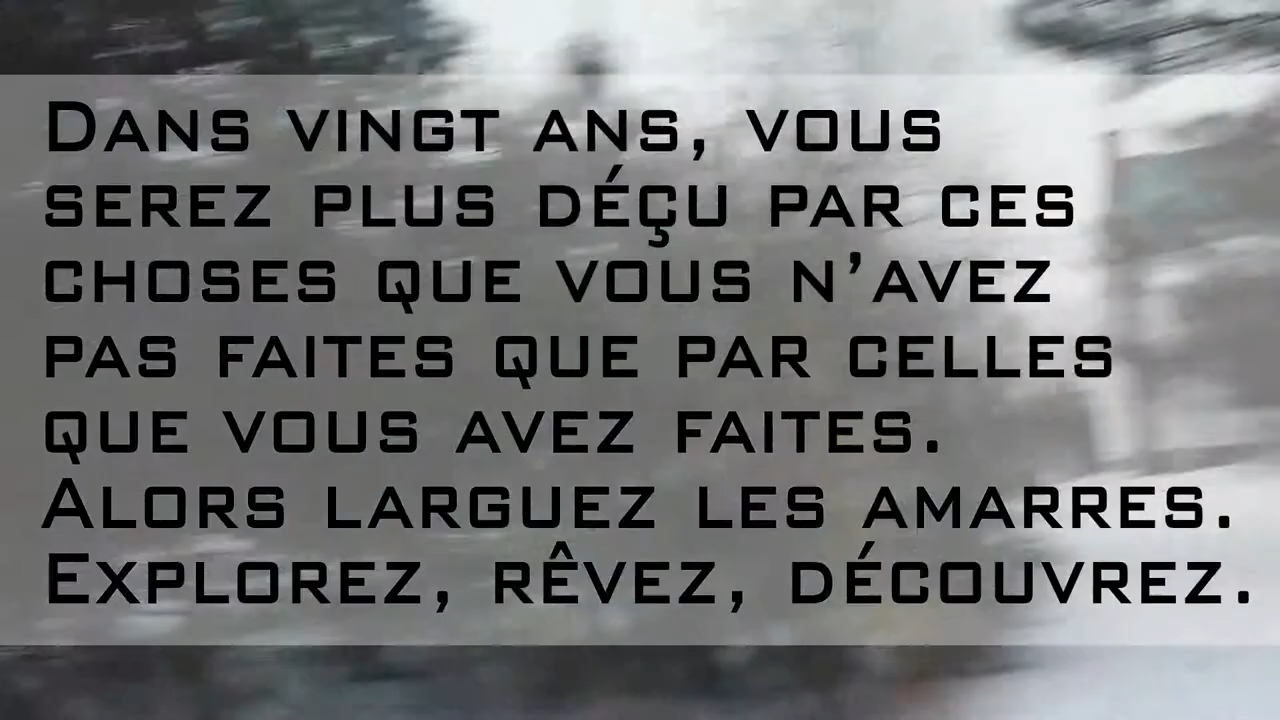 Dans vingt ans, vous
serez plus déçu par ces
choses que vous n’avez
pas faites que par celles
que vous avez faites.
Alors larguez les amarres.
Explorez, rêvez, découvrez.